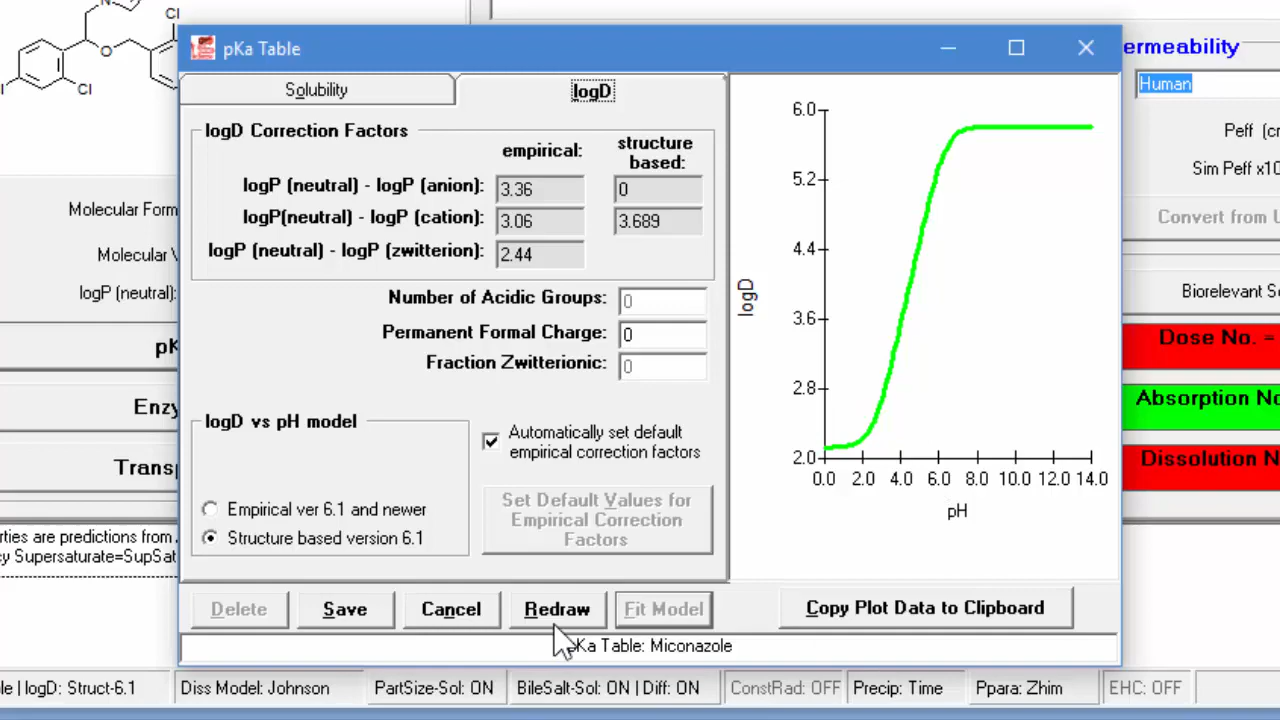 Cl
O
Cl
pKa Table
ermeability
Human
Peff (c
Sim Peff x10
Convert from U
Biorelevant S
Dose No. =
Absorption No
Dissolution N
Molecular Form
Molecular
logP (neutral):
pK
Enzy
Transp
rties are predictions from
cy Supersaturate=SupSat
Solubility
logD
logD Correction Factors
empirical:
structure
based:
logP (neutral) - logP (anion):
3.36
0
logP(neutral) - logP (cation):
3.06
3.689
logP (neutral) - logP (zwitterion):
2.44
Number of Acidic Groups:
0
Permanent Formal Charge:
0
Fraction Zwitterionic:
0
logD vs pH model
Empirical ver 6.1 and newer
Structure based version 6.1
Automatically set default
empirical correction factors
Set Default Values for
Empirical Correction
Factors
6.0
5.2
4.4
3.6
2.8
2.0
logD
0.0 2.0 4.0 6.0 8.0 10.0 12.0 14.0
pH
Delete
Save
Cancel
Redraw
Fit Model
Copy Plot Data to Clipboard
pKa Table: Miconazole
le | logD: Struct-6.1
Diss Model: Johnson
PartSize-Sol: ON
BileSalt-Sol: ON | Diff: ON
ConstRad: OFF
Precip: Time
Ppara: Zhim
EHC: OFF